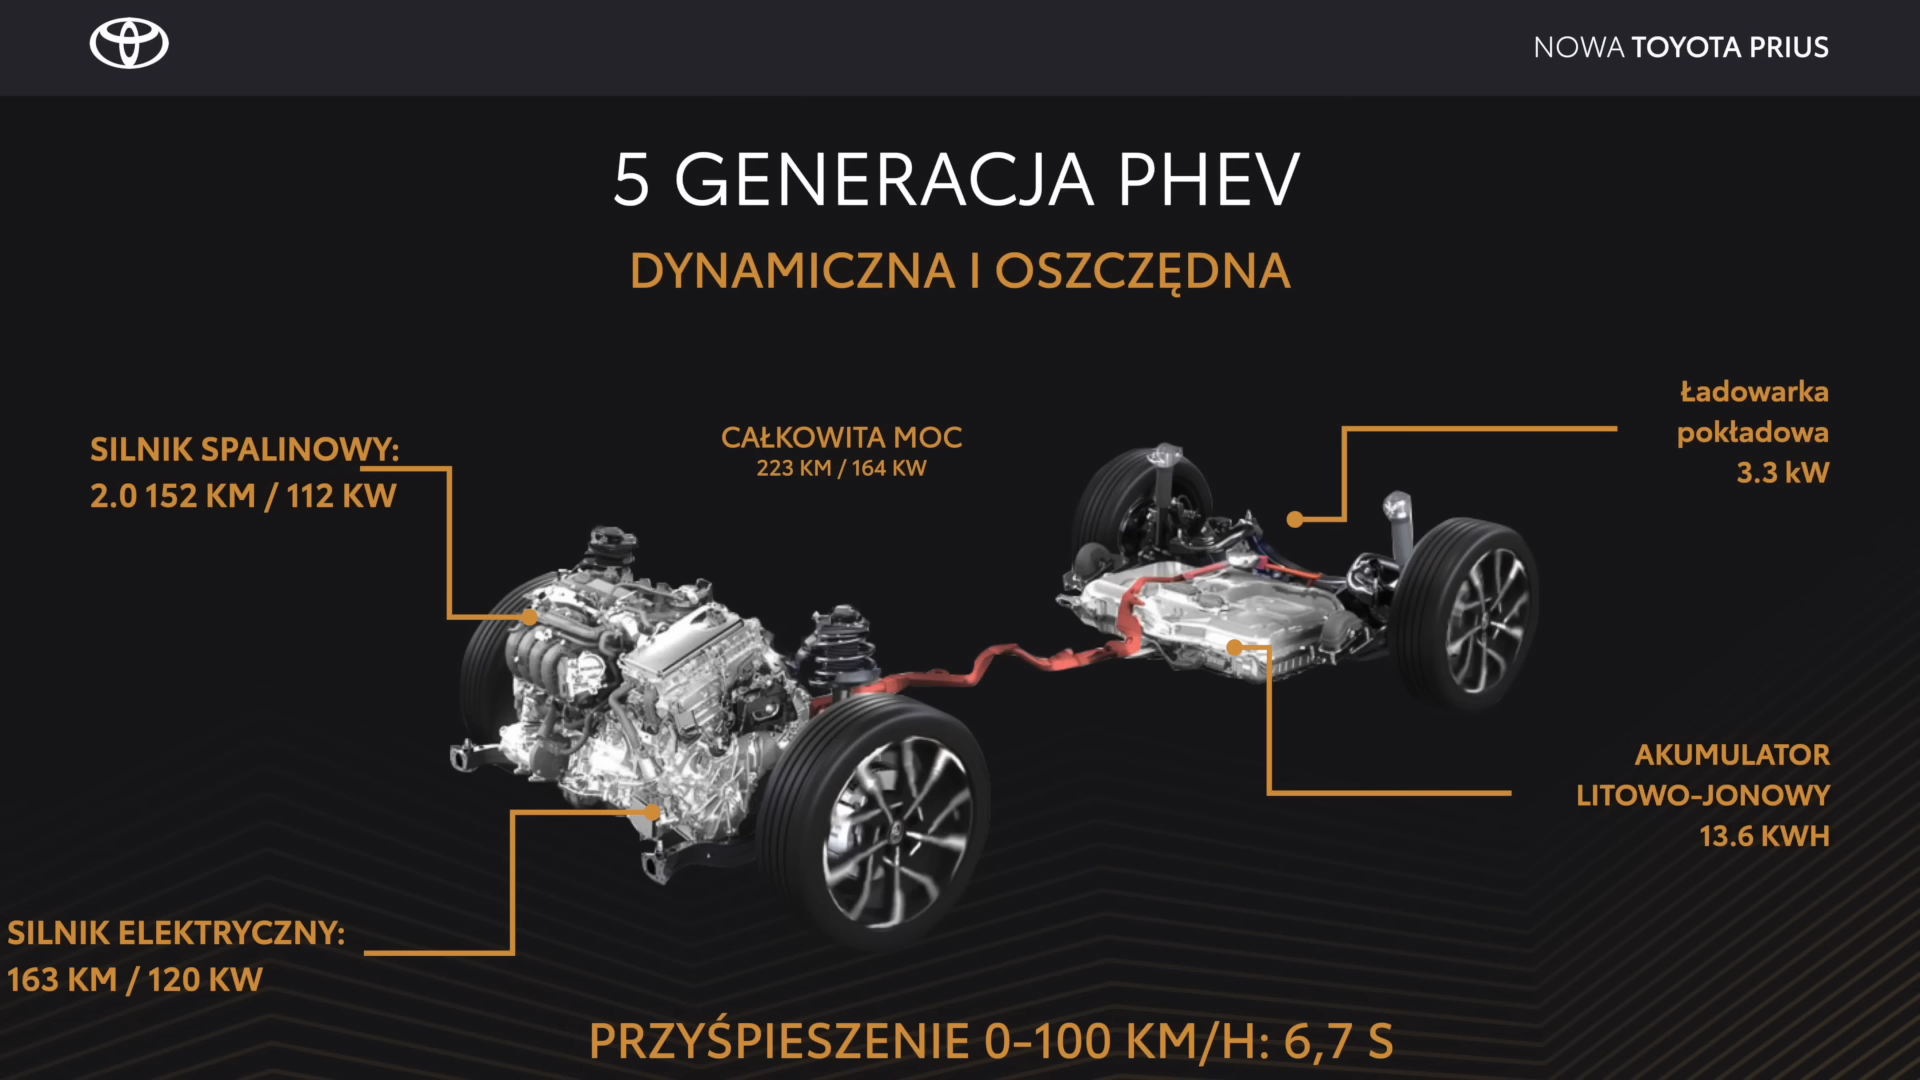 NOWA TOYOTA PRIUS
5 GENERACJA PHEV
DYNAMICZNA I OSZCZĘDNA
CAŁKOWITA MOC
223 KM / 164 KW
SILNIK SPALINOWY:
2.0 152 KM / 112 KW
Ładowarka
pokładowa
3.3 kW
AKUMULATOR
LITOWO-JONOWY
13.6 KWH
SILNIK ELEKTRYCZNY:
163 KM / 120 KW
PRZYŚPIESZENIE 0-100 KM/H: 6,7 S